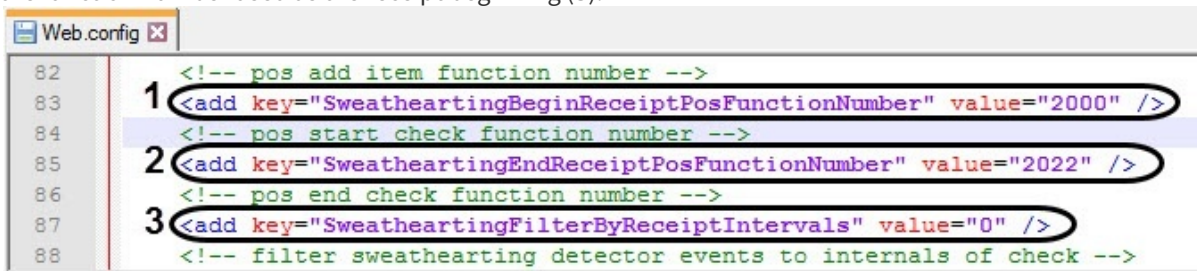 Web.config
82 <!-- pos add item function number -->
83 1 <add key="SweatheartingBeginReceiptPosFunctionNumber" value="2000" />
84 <!-- pos start check function number -->
85 2 <add key="SweatheartingEndReceiptPosFunctionNumber" value="2022" />
86 <!-- pos end check function number -->
87 3 <add key="SweatheartingFilterByReceiptIntervals" value="0" />
88 <!-- filter sweathearting detector events to internals of check -->